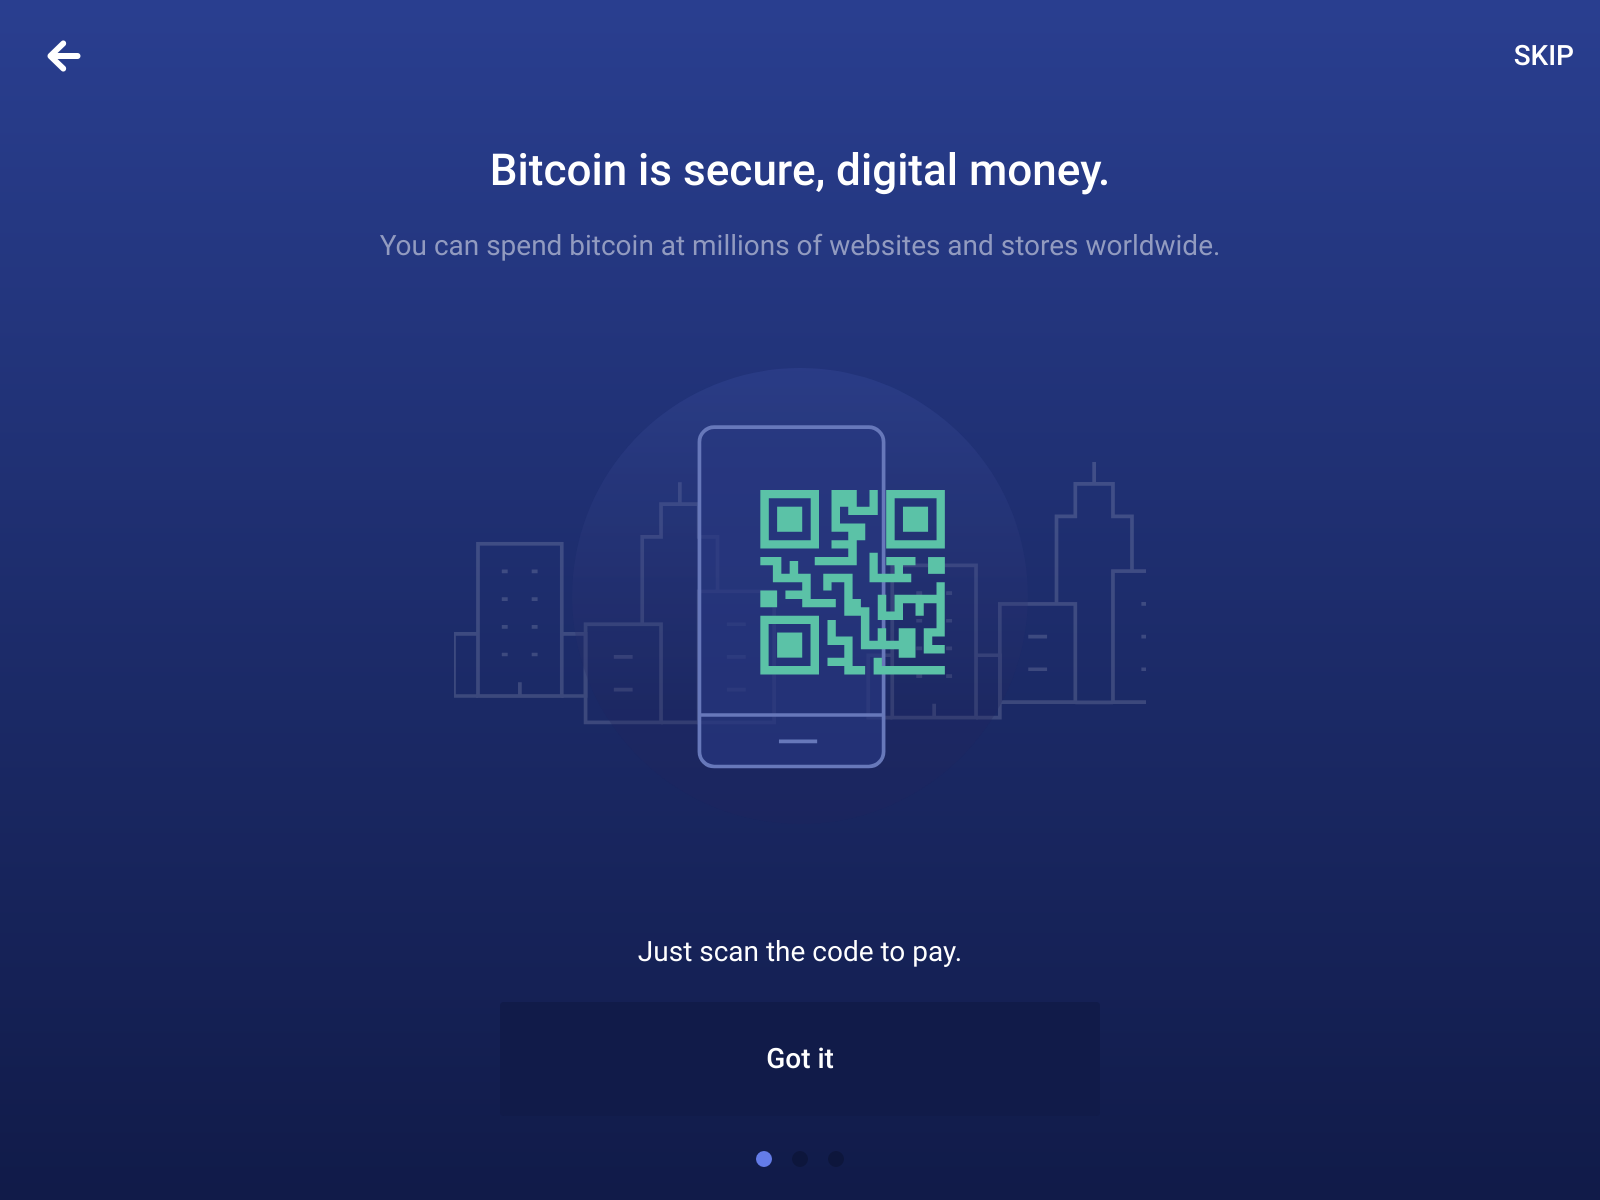 SKIP
Bitcoin is secure, digital money.
You can spend bitcoin at millions of websites and stores worldwide.
Just scan the code to pay.
Got it